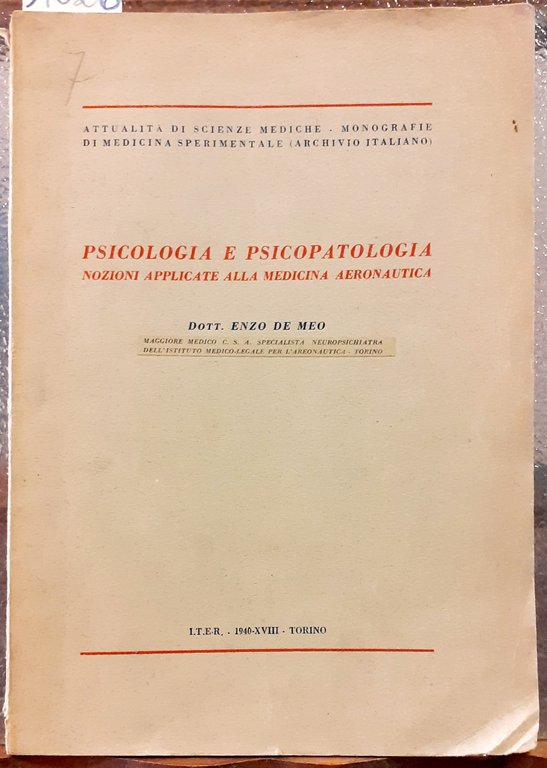 7
ATTUALITÀ DI SCIENZE MEDICHE - MONOGRAFIE
DI MEDICINA SPERIMENTALE (ARCHIVIO ITALIANO)
PSICOLOGIA E PSICOPATOLOGIA
NOZIONI APPLICATE ALLA MEDICINA AERONAUTICA
DOTT. ENZO DE MEO
MAGGIORE MEDICO C. S. A. SPECIALISTA NEUROPSICHIATRA
DELL'ISTITUTO MEDICO-LEGALE PER L'AREONAUTICA - TORINO
I.T.E.R. - 1940-XVIII - TORINO